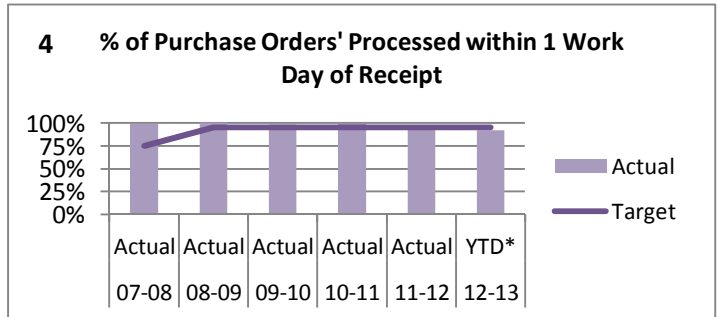 4 % of Purchase Orders' Processed within 1 Work
Day of Receipt
100%
75%
50%
25%
0%
Actual
Target
Actual Actual Actual Actual Actual YTD*
07-08 08-09 09-10 10-11 11-12 12-13